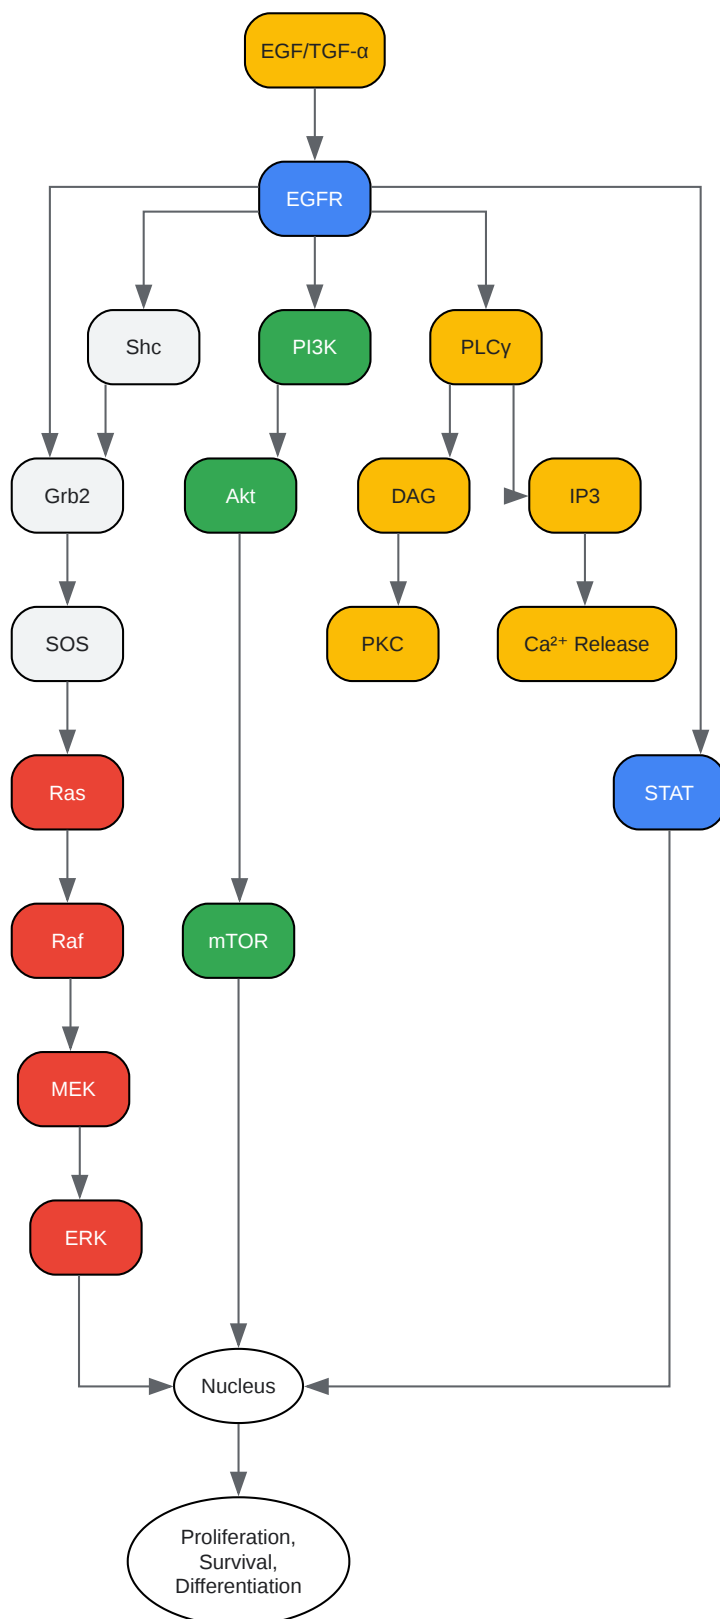 EGF/TGF-α
EGFR
Shc
PI3K
PLCγ
Grb2
Akt
DAG
IP3
SOS
PKC
Ca²⁺ Release
Ras
STAT
Raf
mTOR
MEK
ERK
Nucleus
Proliferation,
Survival,
Differentiation